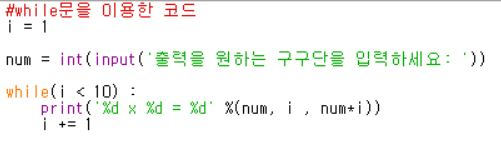 #while문을 이용한 코드
i = 1
num = int(input('출력을 원하는 구구단을 입력하세요: '))
while(i < 10) :
    print('%d x %d = %d' %(num, i , num*i))
    i += 1